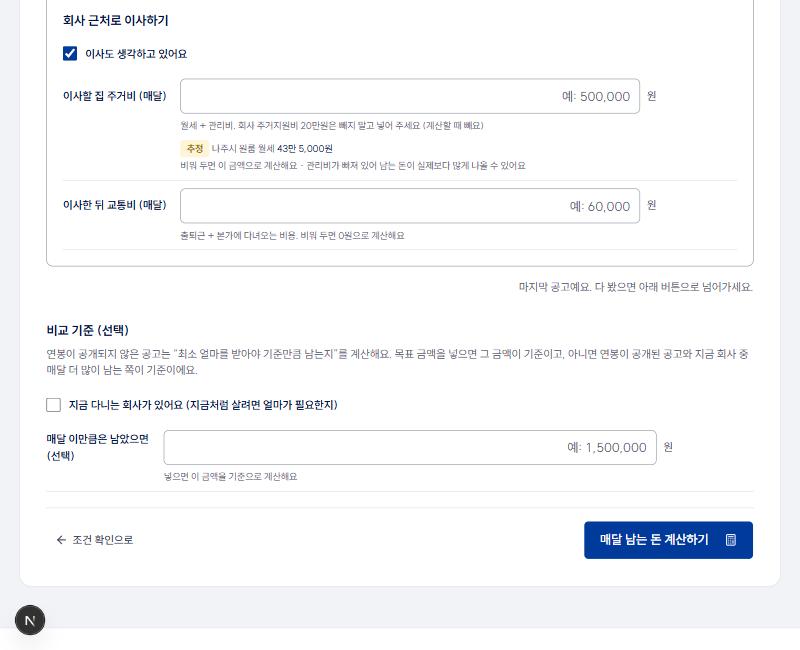 회사 근처로 이사하기
이사도 생각하고 있어요
이사할 집 주거비 (매달)
예: 500,000
원
월세 + 관리비. 회사 주거지원비 20만원은 빼지 말고 넣어 주세요 (계산할 때 빼요)
추정 나주시 원룸 월세 43만 5,000원
비워 두면 이 금액으로 계산해요 · 관리비가 빠져 있어 남는 돈이 실제보다 많게 나올 수 있어요
이사한 뒤 교통비 (매달)
예: 60,000
원
출퇴근 + 본가에 다녀오는 비용. 비워 두면 0원으로 계산해요
마지막 공고예요. 다 봤으면 아래 버튼으로 넘어가세요.
비교 기준 (선택)
연봉이 공개되지 않은 공고는 "최소 얼마를 받아야 기준만큼 남는지"를 계산해요. 목표 금액을 넣으면 그 금액이 기준이고, 아니면 연봉이 공개된 공고와 지금 회사 중
매달 더 많이 남는 쪽이 기준이에요.
지금 다니는 회사가 있어요 (지금처럼 살려면 얼마가 필요한지)
매달 이만큼은 남았으면
(선택)
예: 1,500,000
원
넣으면 이 금액을 기준으로 계산해요
← 조건 확인으로
매달 남는 돈 계산하기
N